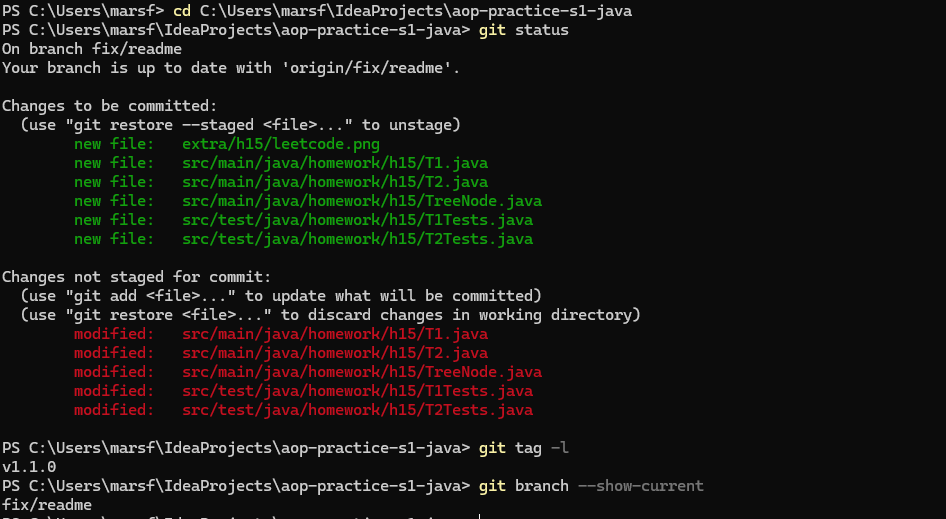 PS C:\Users\marsf> cd C:\Users\marsf\IdeaProjects\aop-practice-s1-java
PS C:\Users\marsf\IdeaProjects\aop-practice-s1-java> git status
On branch fix/readme
Your branch is up to date with 'origin/fix/readme'.

Changes to be committed:
  (use "git restore --staged <file>..." to unstage)
        new file:   extra/h15/leetcode.png
        new file:   src/main/java/homework/h15/T1.java
        new file:   src/main/java/homework/h15/T2.java
        new file:   src/main/java/homework/h15/TreeNode.java
        new file:   src/test/java/homework/h15/T1Tests.java
        new file:   src/test/java/homework/h15/T2Tests.java

Changes not staged for commit:
  (use "git add <file>..." to update what will be committed)
  (use "git restore <file>..." to discard changes in working directory)
        modified:   src/main/java/homework/h15/T1.java
        modified:   src/main/java/homework/h15/T2.java
        modified:   src/main/java/homework/h15/TreeNode.java
        modified:   src/test/java/homework/h15/T1Tests.java
        modified:   src/test/java/homework/h15/T2Tests.java

PS C:\Users\marsf\IdeaProjects\aop-practice-s1-java> git tag -l
v1.1.0
PS C:\Users\marsf\IdeaProjects\aop-practice-s1-java> git branch --show-current
fix/readme